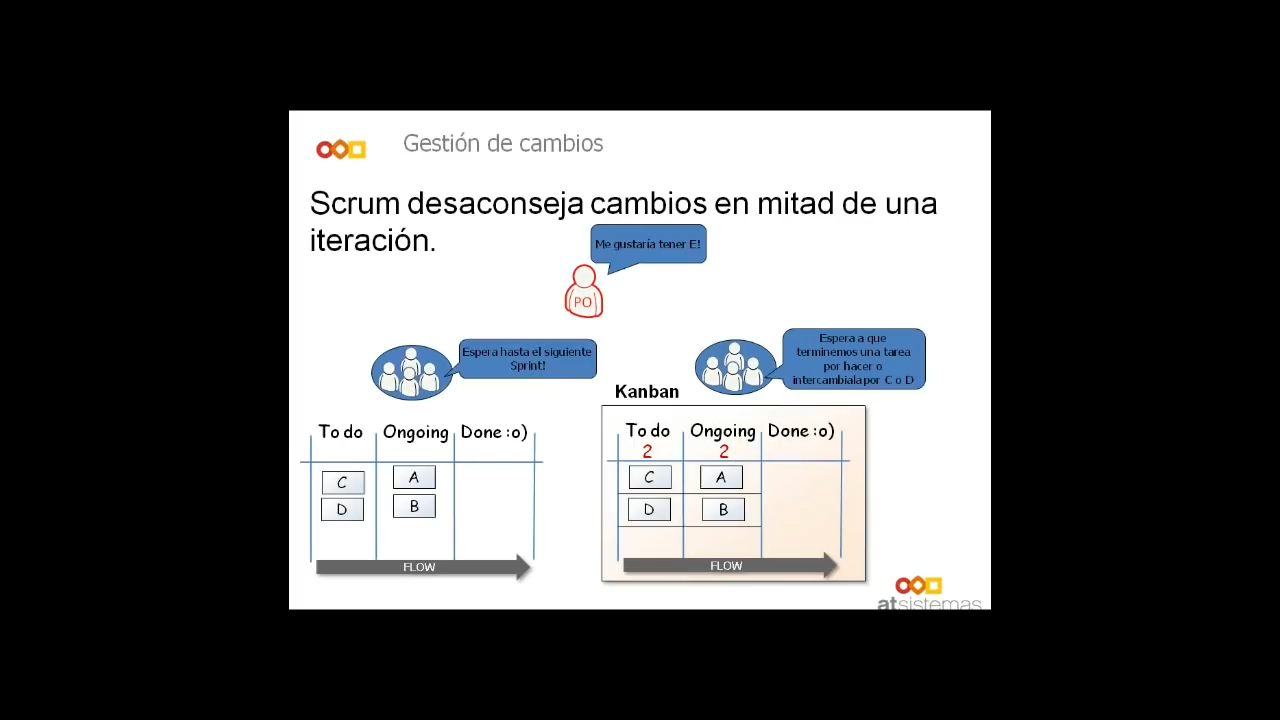 Gestión de cambios
Scrum desaconseja cambios en mitad de una
iteración.
Me gustaría tener E!
PO
Espera hasta el siguiente
Sprint!
Espera a que
terminemos una tarea
por hacer o
intercambiala por C o D
To do Ongoing Done :o)
C A
D B
FLOW
Kanban
To do Ongoing Done :o)
2 2
C A
D B
FLOW
atsistemas